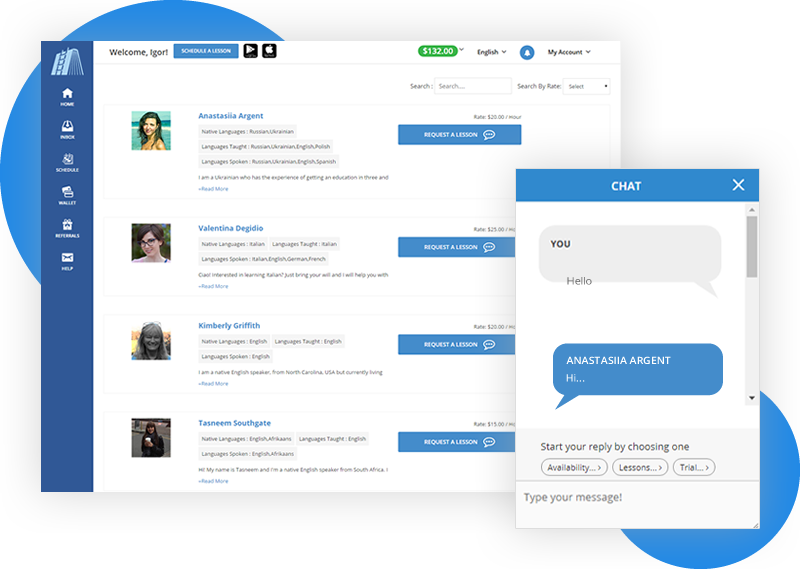 Welcome, Igor! SCHEDULE A LESSON $132.00 English My Account
HOME
INBOX
SCHEDULE
WALLET
REFERRALS
HELP
Search : Search.... Search By Rate: Select
Anastasiia Argent
Rate: $20.00 / Hour
Native Languages : Russian,Ukrainian
REQUEST A LESSON
Languages Taught : Russian,Ukrainian,English,Polish
Languages Spoken : Russian,Ukrainian,English,Spanish
I am a Ukrainian who has the experience of getting an education in three and
+Read More
Valentina Degidio
Rate: $25.00 / Ho
Native Languages : Italian Languages Taught : Italian
REQUEST A LESSON
Languages Spoken : Italian,English,German,French
Ciao! Interested in learning Italian? Just bring your will and I will help you with
+Read More
Kimberly Griffith
Rate: $20.00 / Ho
Native Languages : English Languages Taught : English
REQUEST A LESSON
Languages Spoken : English
I am a native English speaker, from North Carolina, USA but currently living
+Read More
Tasneem Southgate
Rate: $15.00 / Ho
Native Languages : English,Afrikaans Languages Taught : English
REQUEST A LESSON
Languages Spoken : English,Afrikaans
Hi! My name is Tasneem and I'm a native English speaker from South Africa. I
+Read More
CHAT
YOU
Hello
ANASTASIIA ARGENT
Hi...
Start your reply by choosing one
Availability... > Lessons... > Trial... >
Type your message!